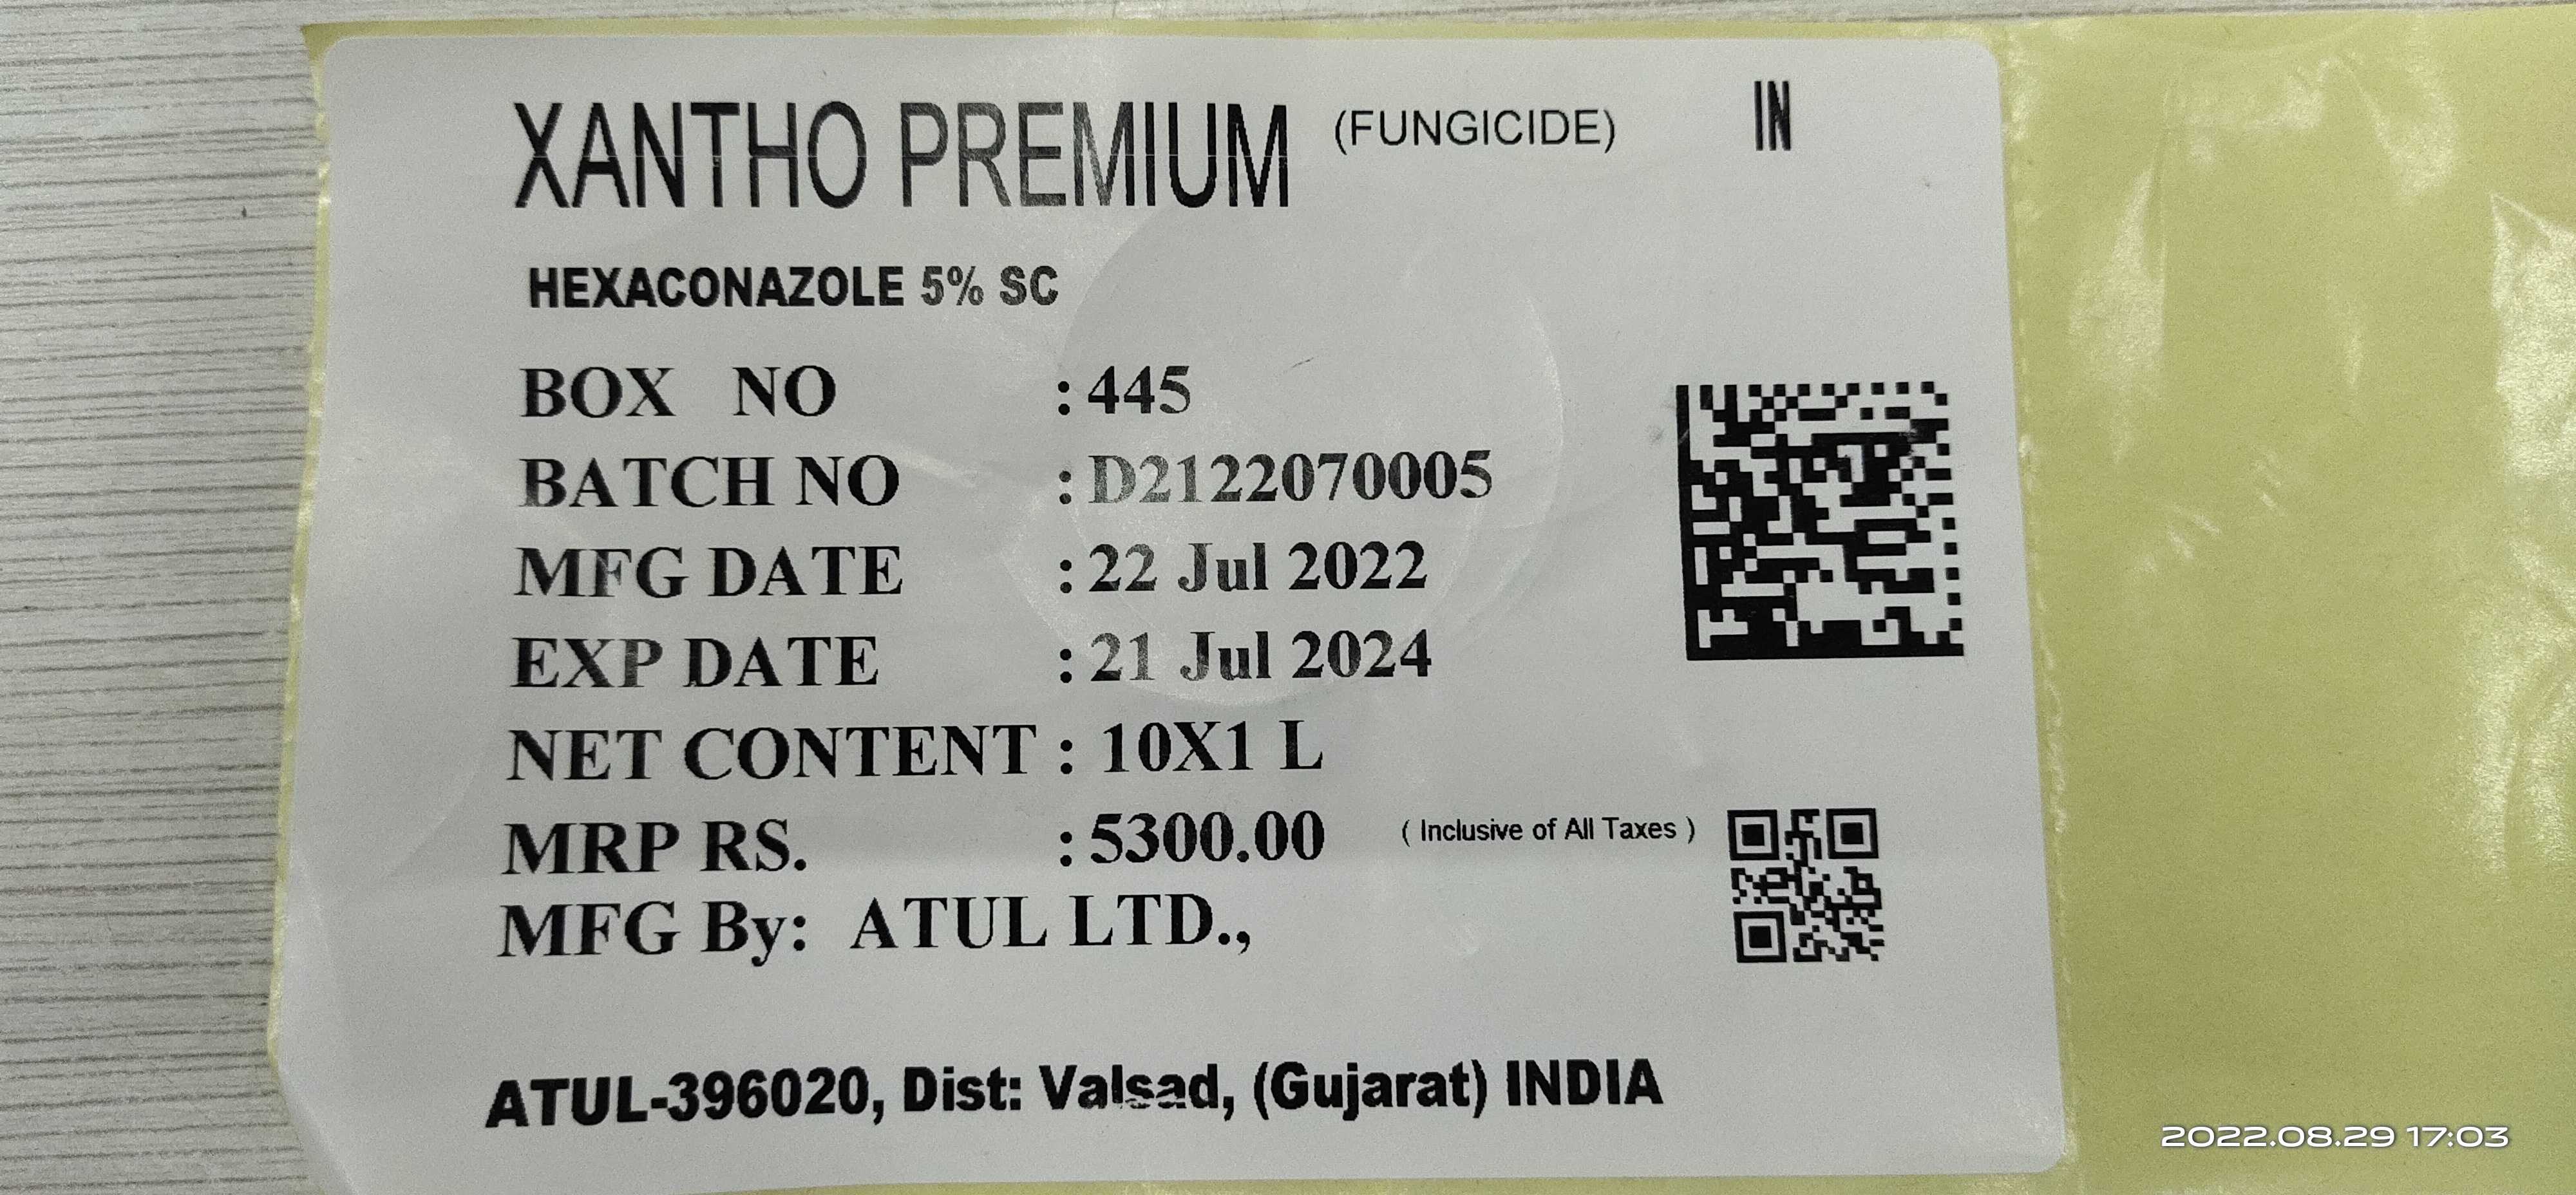 XANTHO PREMIUM (FUNGICIDE) IN
HEXACONAZOLE 5% SC
BOX NO : 445
BATCH NO : D2122070005
MFG DATE : 22 Jul 2022
EXP DATE : 21 Jul 2024
NET CONTENT : 10X1 L
MRP RS. : 5300.00 ( Inclusive of All Taxes )
MFG By: ATUL LTD.,
ATUL-396020, Dist: Valsad, (Gujarat) INDIA
2022.08.29 17:03